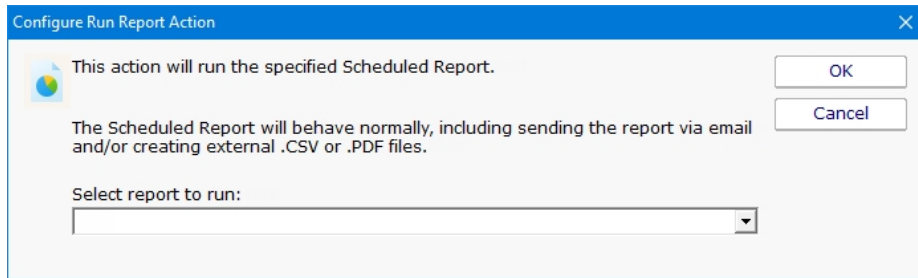 Configure Run Report Action
This action will run the specified Scheduled Report.
OK
Cancel
The Scheduled Report will behave normally, including sending the report via email
and/or creating external .CSV or .PDF files.
Select report to run: